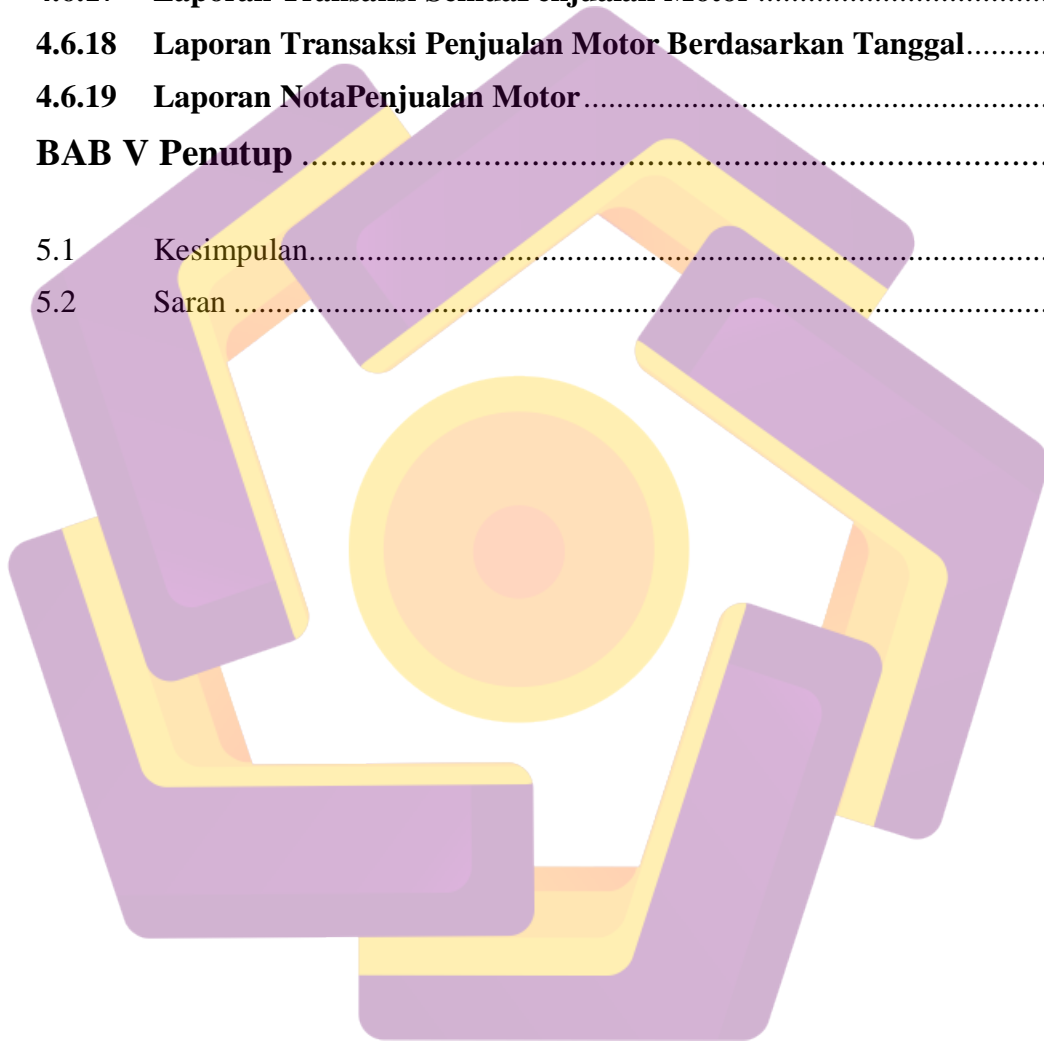 4.6.18 Laporan Transaksi Penjualan Motor Berdasarkan Tanggal..........
4.6.19 Laporan NotaPenjualan Motor..........
BAB V Penutup ..........
5.1 Kesimpulan..........
5.2 Saran ..........